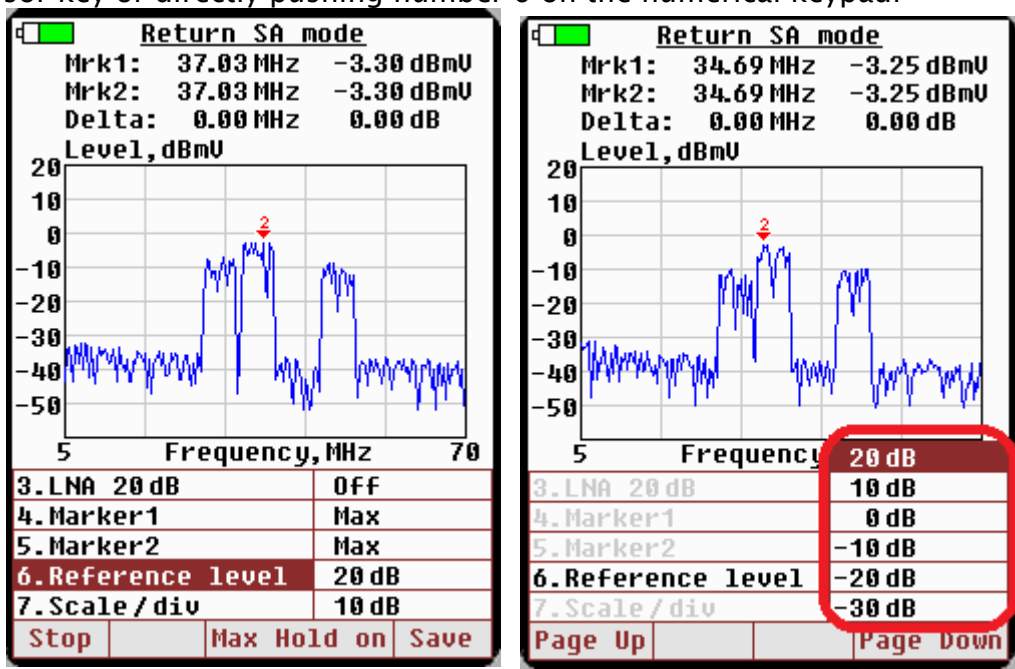 sor key or directly pushing number 6 on the numerical keypad.
Return SA mode
Mrk1: 37.03 MHz -3.30 dBmV
Mrk2: 37.03 MHz -3.30 dBmV
Delta: 0.00 MHz 0.00 dB
Level, dBmV
20
10
0
-10
-20
-30
-40
-50
2
5 Frequency, MHz 70
3.LNA 20 dB Off
4.Marker1 Max
5.Marker2 Max
6.Reference level 20 dB
7.Scale/div 10 dB
Stop Max Hold on Save
Return SA mode
Mrk1: 34.69 MHz -3.25 dBmV
Mrk2: 34.69 MHz -3.25 dBmV
Delta: 0.00 MHz 0.00 dB
Level, dBmV
20
10
0
-10
-20
-30
-40
-50
2
5 Frequency
20 dB
3.LNA 20 dB 10 dB
4.Marker1 0 dB
5.Marker2 -10 dB
6.Reference level -20 dB
7.Scale/div -30 dB
Page Up Page Down